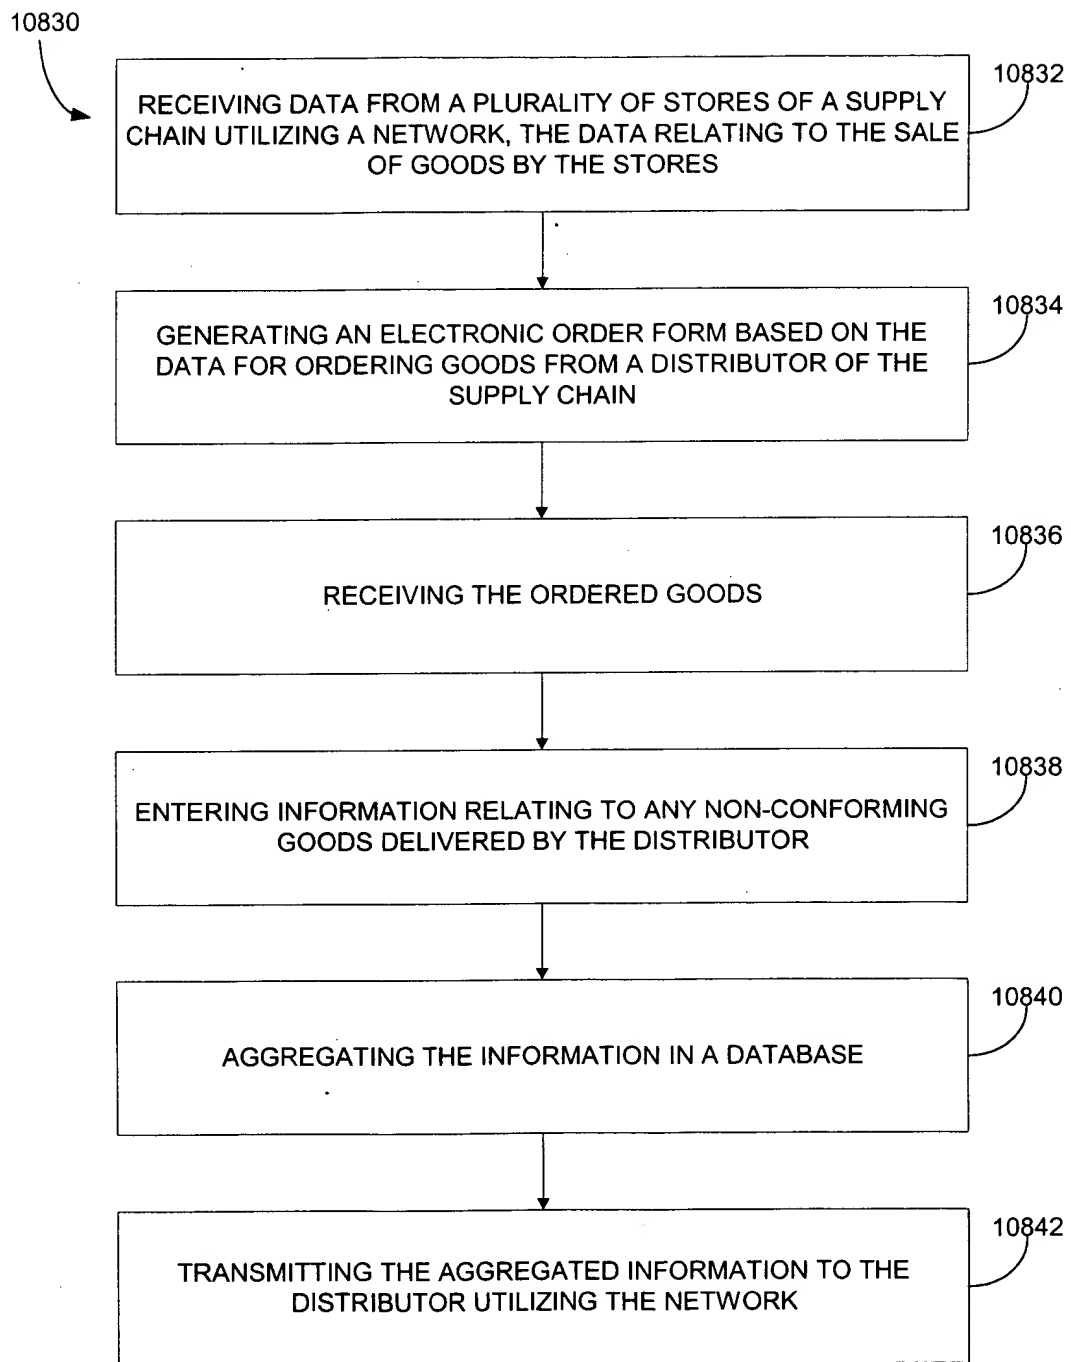 10830
10832
RECEIVING DATA FROM A PLURALITY OF STORES OF A SUPPLY
CHAIN UTILIZING A NETWORK, THE DATA RELATING TO THE SALE
OF GOODS BY THE STORES
10834
GENERATING AN ELECTRONIC ORDER FORM BASED ON THE
DATA FOR ORDERING GOODS FROM A DISTRIBUTOR OF THE
SUPPLY CHAIN
10836
RECEIVING THE ORDERED GOODS
10838
ENTERING INFORMATION RELATING TO ANY NON-CONFORMING
GOODS DELIVERED BY THE DISTRIBUTOR
10840
AGGREGATING THE INFORMATION IN A DATABASE
10842
TRANSMITTING THE AGGREGATED INFORMATION TO THE
DISTRIBUTOR UTILIZING THE NETWORK